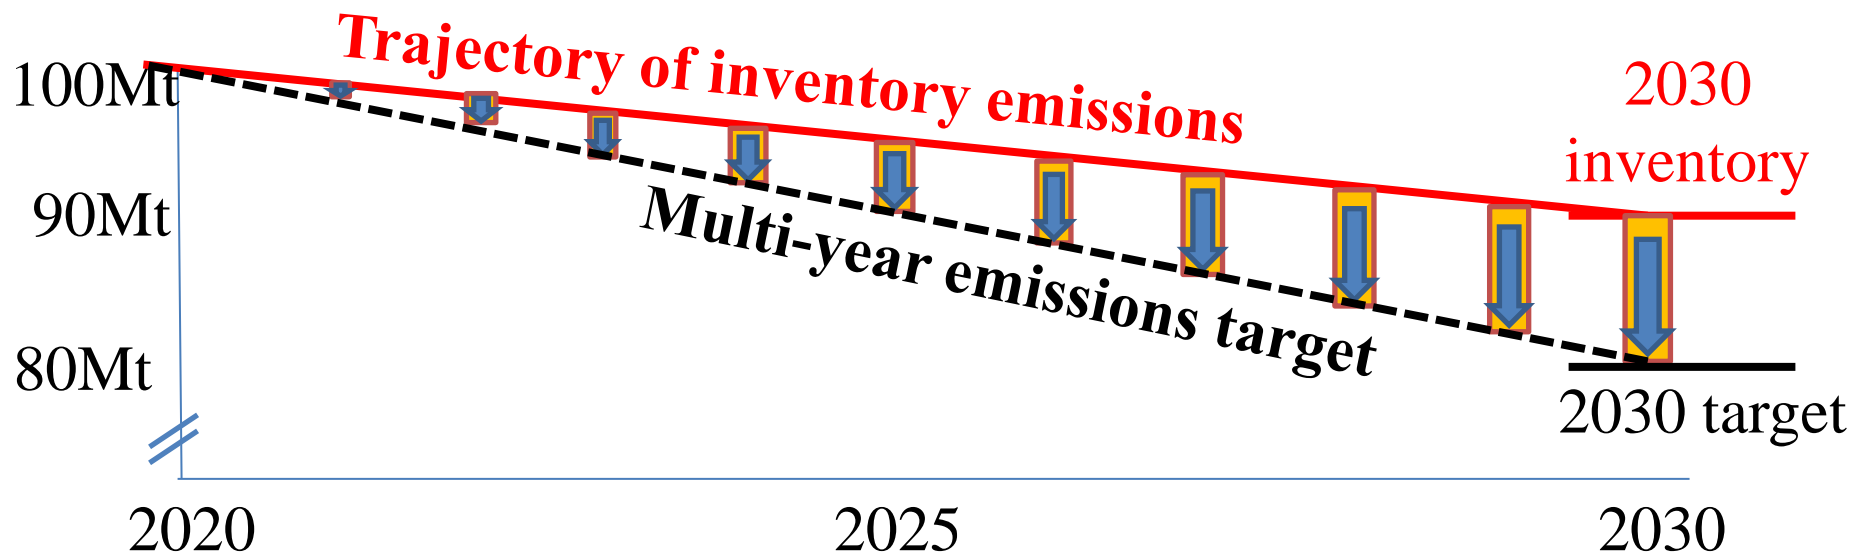 Trajectory of inventory emissions
100Mt
90Mt
80Mt
Multi-year emissions target
2030
inventory
2030 target
2020
2025
2030